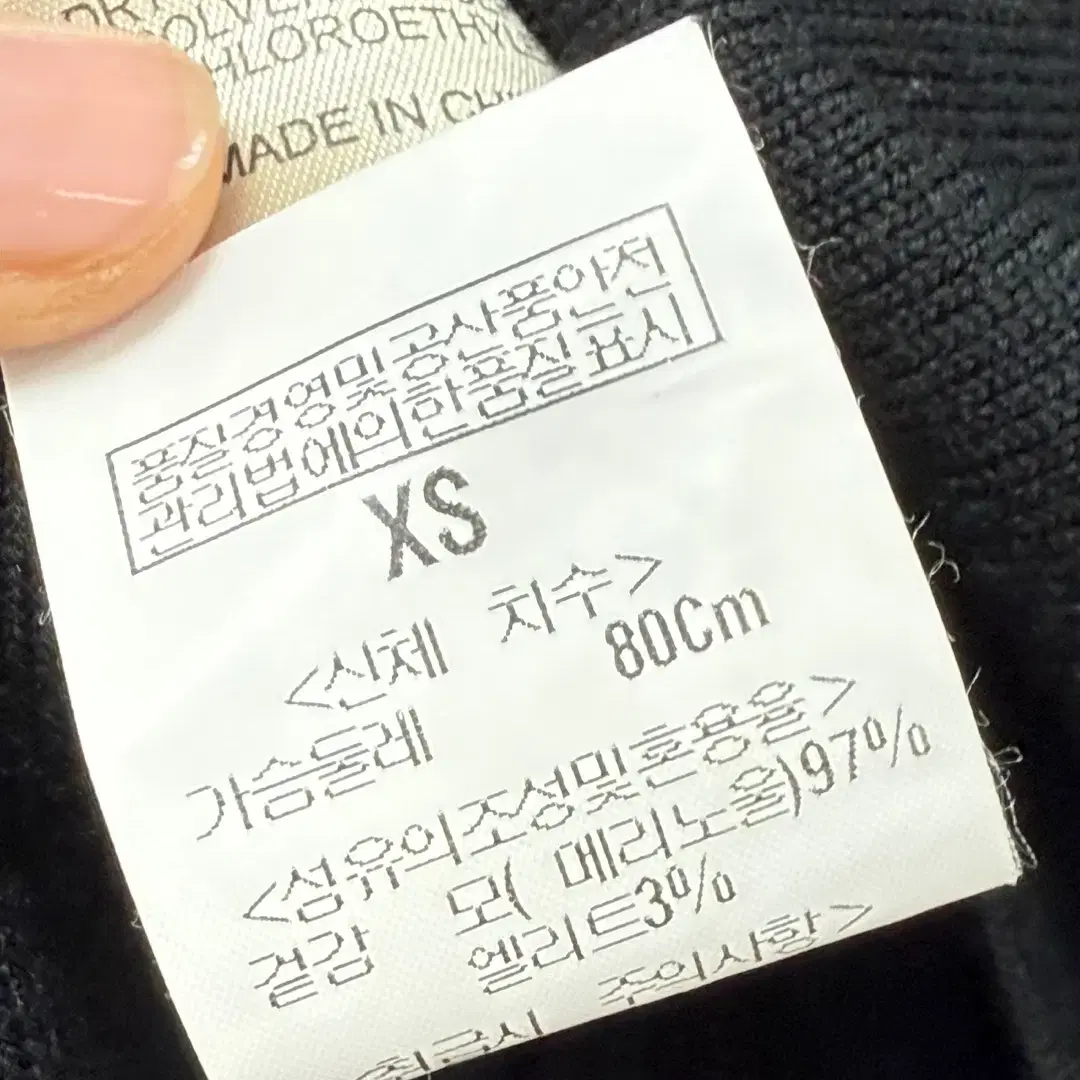 CHLOROETHY
MADE IN CH
품질경영및공산품안전
관리법에의한품질표시
XS
<신체 치수>
가슴둘레 80Cm
<섬유의조성및혼용율>
겉감 모( 메리노울)97%
엘리트3%
주의사항>